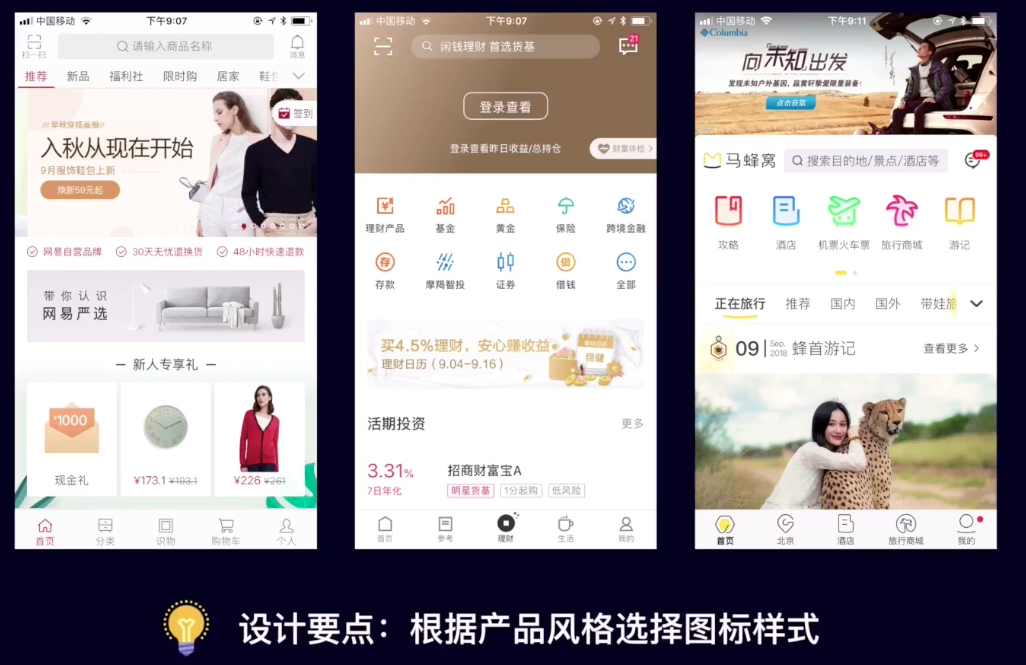 中国移动
下午9:07
扫一扫
请输入商品名称
消息
推荐 新品 福利社 限时购 居家 鞋包
/// 早秋穿搭画册//
入秋从现在开始
9月服饰鞋包上新
焕新59元起
签到
网易自营品牌 30天无忧退换货 48小时快速退款
带你认识
网易严选
新人专享礼
¥1000
现金礼
¥173.1 ¥193.1
¥226 ¥261
首页 分类 识物 购物车 个人
中国移动
下午9:07
闲钱理财 首选货基
21
登录查看
登录查看昨日收益/总持仓
财富体检
理财产品 基金 黄金 保险 跨境金融
存
借
存款 摩羯智投 证券 借钱 全部
买4.5%理财，安心赚收益
理财日历（9.04-9.16）
稳健
活期投资
更多
3.31%
招商财富宝A
7日年化
明星货基 1分起购 低风险
首页 参考 理财 生活 我的
中国移动
下午9:11
Columbia
向未知出发
发现未知户外基因，赢黄轩挚爱限量装备!
点击获取
马蜂窝
搜索目的地/景点/酒店等
99+
攻略 酒店 机票火车票 旅行商城 游记
正在旅行 推荐 国内 国外 带娃旅
09 Sep. 2018 蜂首游记
查看更多
首页 北京 酒店 旅行商城 我的
设计要点：根据产品风格选择图标样式